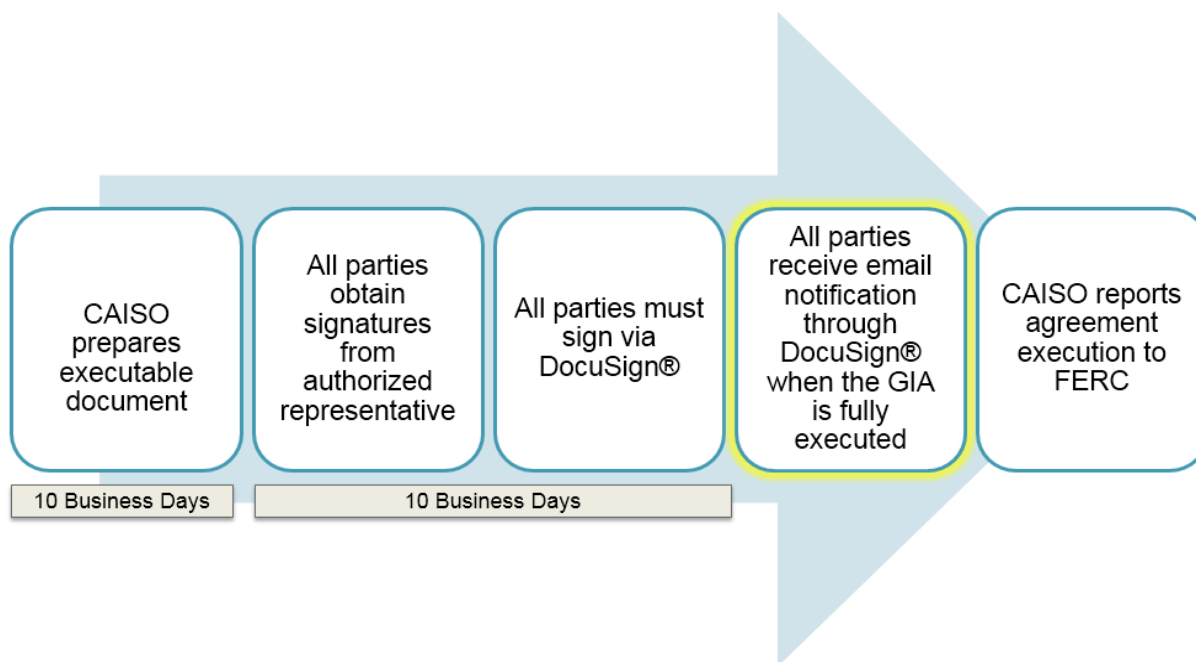 CAISO
prepares
executable
document
All parties
obtain
signatures
from
authorized
representative
All parties must
sign via
DocuSign®
All parties
receive email
notification
through
DocuSign®
when the GIA
is fully
executed
CAISO reports
agreement
execution to
FERC
10 Business Days
10 Business Days